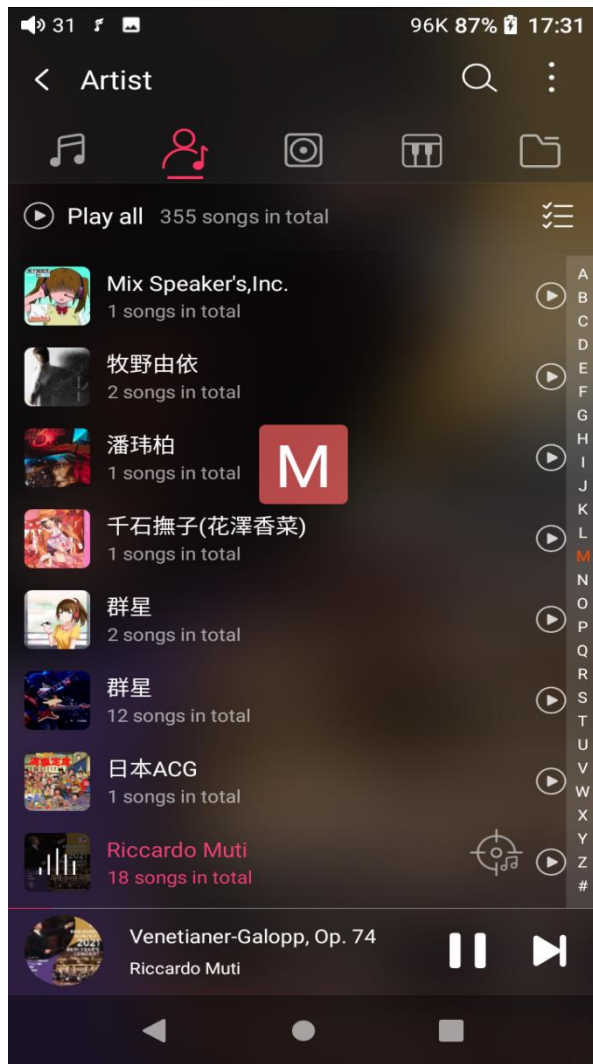 31 96K 87% 17:31
Artist
Play all 355 songs in total
Mix Speaker's,Inc.
1 songs in total
牧野由依
2 songs in total
潘玮柏
1 songs in total
M
千石撫子(花澤香菜)
1 songs in total
群星
2 songs in total
群星
12 songs in total
日本ACG
1 songs in total
Riccardo Muti
18 songs in total
A
B
C
D
E
F
G
H
I
J
K
L
M
N
O
P
Q
R
S
T
U
V
W
X
Y
Z
#
2021
Venetianer-Galopp, Op. 74
Riccardo Muti